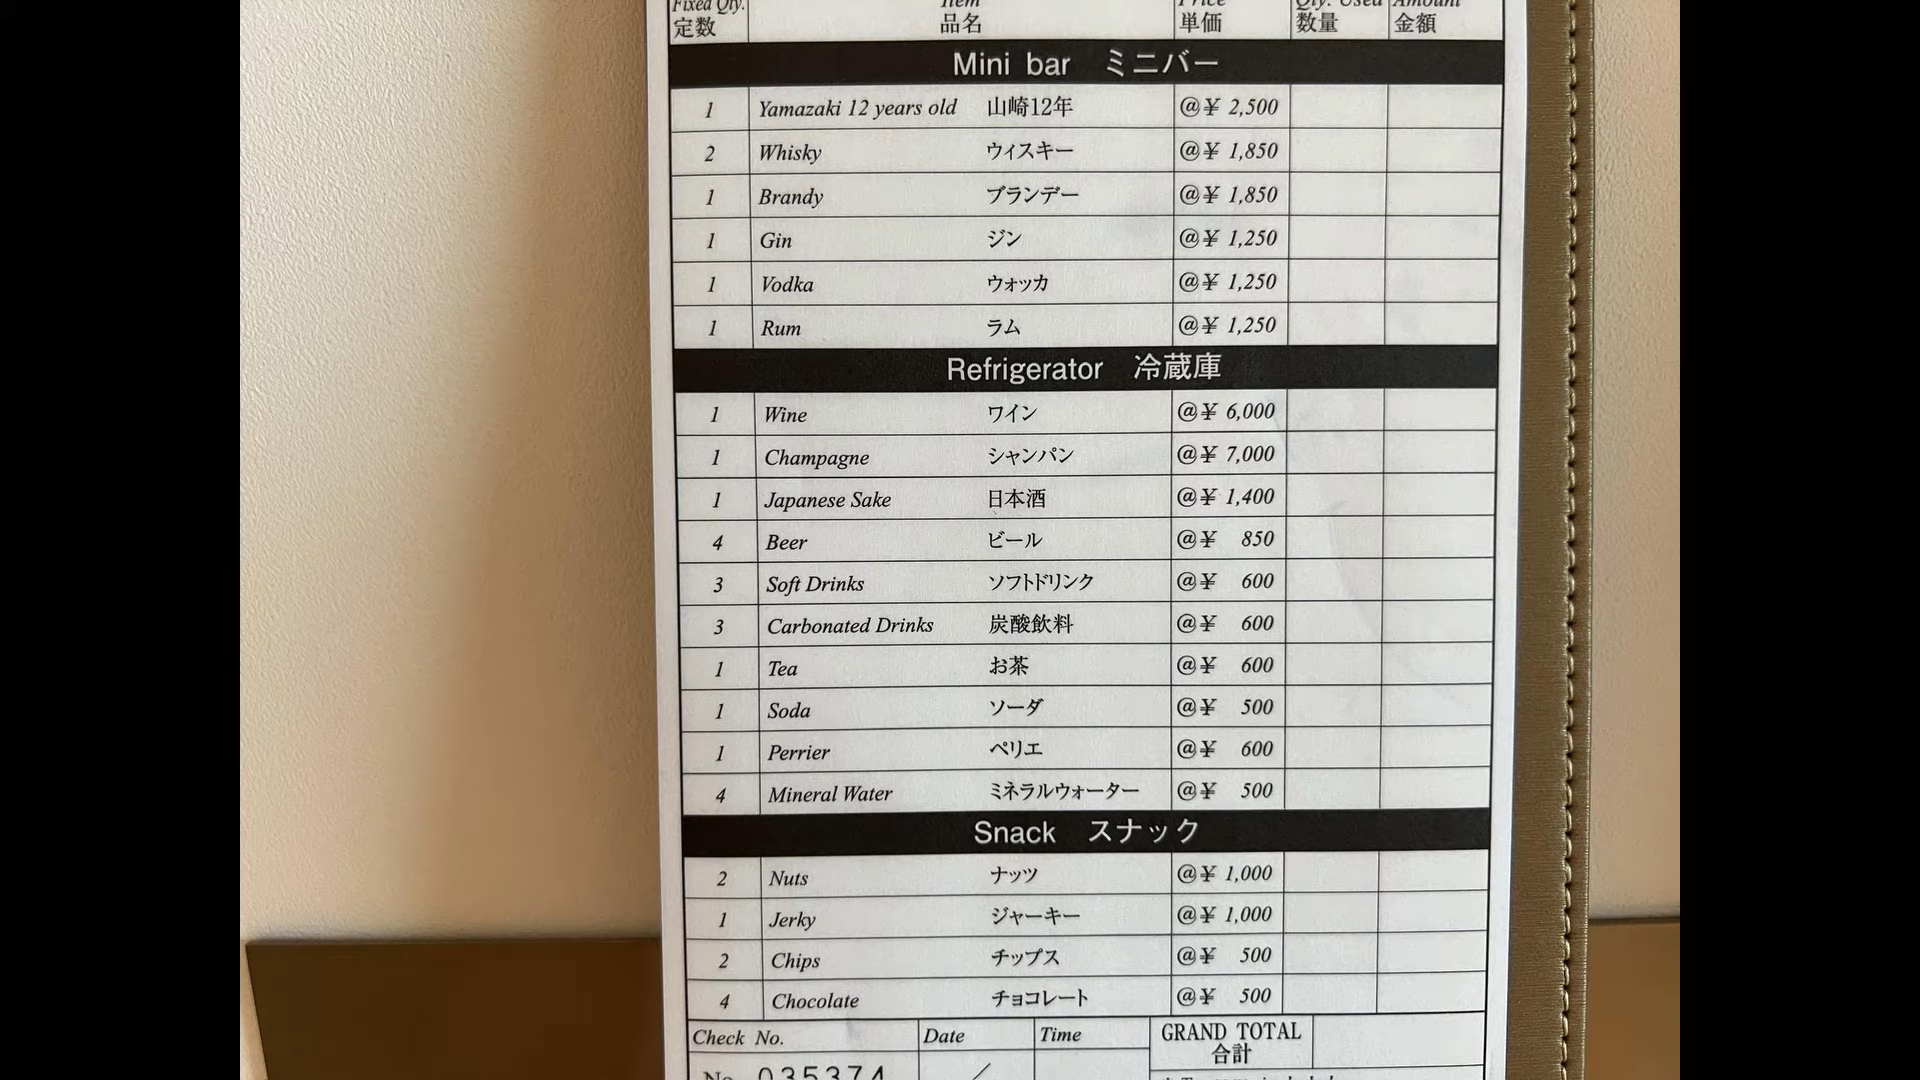 Fixed Qty. Item Price Qty. Used Amount
定数 品名 単価 数量 金額
Mini bar ミニバー
1 Yamazaki 12 years old 山崎12年 @¥ 2,500
2 Whisky ウィスキー @¥ 1,850
1 Brandy ブランデー @¥ 1,850
1 Gin ジン @¥ 1,250
1 Vodka ウォッカ @¥ 1,250
1 Rum ラム @¥ 1,250
Refrigerator 冷蔵庫
1 Wine ワイン @¥ 6,000
1 Champagne シャンパン @¥ 7,000
1 Japanese Sake 日本酒 @¥ 1,400
4 Beer ビール @¥ 850
3 Soft Drinks ソフトドリンク @¥ 600
3 Carbonated Drinks 炭酸飲料 @¥ 600
1 Tea お茶 @¥ 600
1 Soda ソーダ @¥ 500
1 Perrier ペリエ @¥ 600
4 Mineral Water ミネラルウォーター @¥ 500
Snack スナック
2 Nuts ナッツ @¥ 1,000
1 Jerky ジャーキー @¥ 1,000
2 Chips チップス @¥ 500
4 Chocolate チョコレート @¥ 500
Check No. Date Time GRAND TOTAL
合計
No. 035374 /